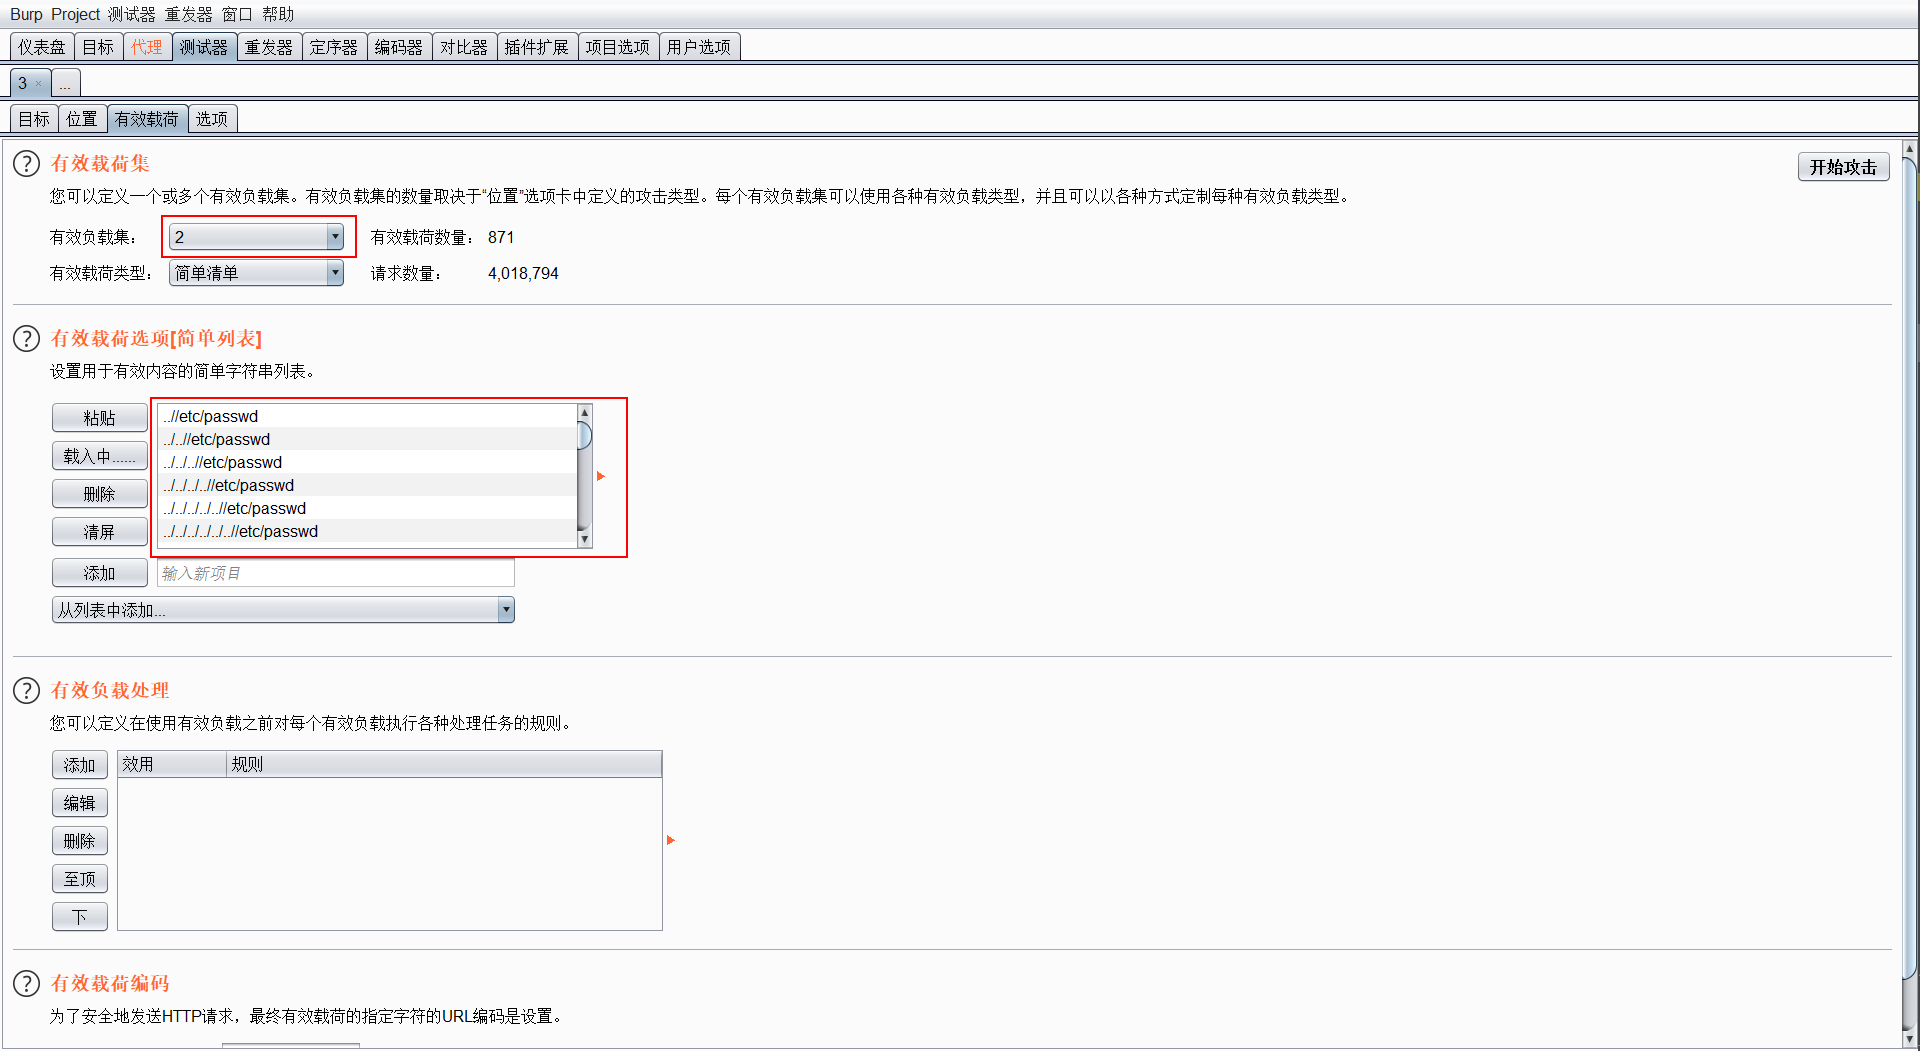 Burp Project 测试器 重发器 窗口 帮助
仪表盘 目标 代理 测试器 重发器 定序器 编码器 对比器 插件扩展 项目选项 用户选项
3 × ...
目标 位置 有效载荷 选项
? 有效载荷集
开始攻击
您可以定义一个或多个有效负载集。有效负载集的数量取决于“位置”选项卡中定义的攻击类型。每个有效负载集可以使用各种有效负载类型，并且可以以各种方式定制每种有效负载类型。
有效负载集： 2 有效载荷数量： 871
有效载荷类型： 简单清单 请求数量： 4,018,794
? 有效载荷选项[简单列表]
设置用于有效内容的简单字符串列表。
粘贴
载入中......
删除
清屏
..//etc/passwd
../..//etc/passwd
../../..//etc/passwd
../../../..//etc/passwd
../../../../..//etc/passwd
../../../../../..//etc/passwd
添加 输入新项目
从列表中添加...
? 有效负载处理
您可以定义在使用有效负载之前对每个有效负载执行各种处理任务的规则。
添加
编辑
删除
至顶
下
效用 规则
? 有效载荷编码
为了安全地发送HTTP请求，最终有效载荷的指定字符的URL编码是设置。